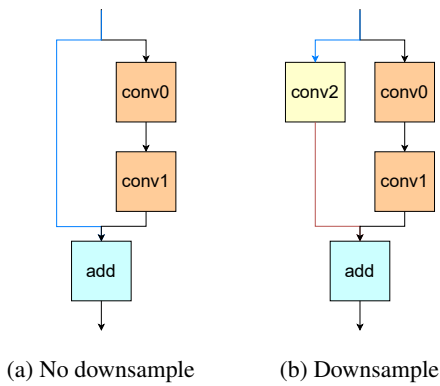 conv0
conv1
add
(a) No downsample
conv2
conv0
conv1
add
(b) Downsample